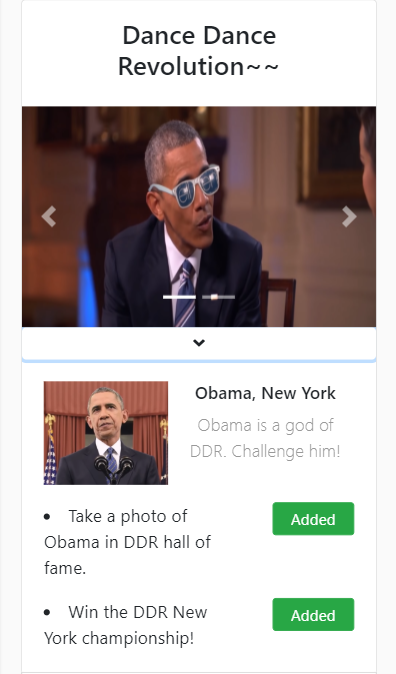 Dance Dance
Revolution~~
Obama, New York
Obama is a god of
DDR. Challenge him!
Take a photo of
Obama in DDR hall of
fame.
Added
Win the DDR New
York championship!
Added